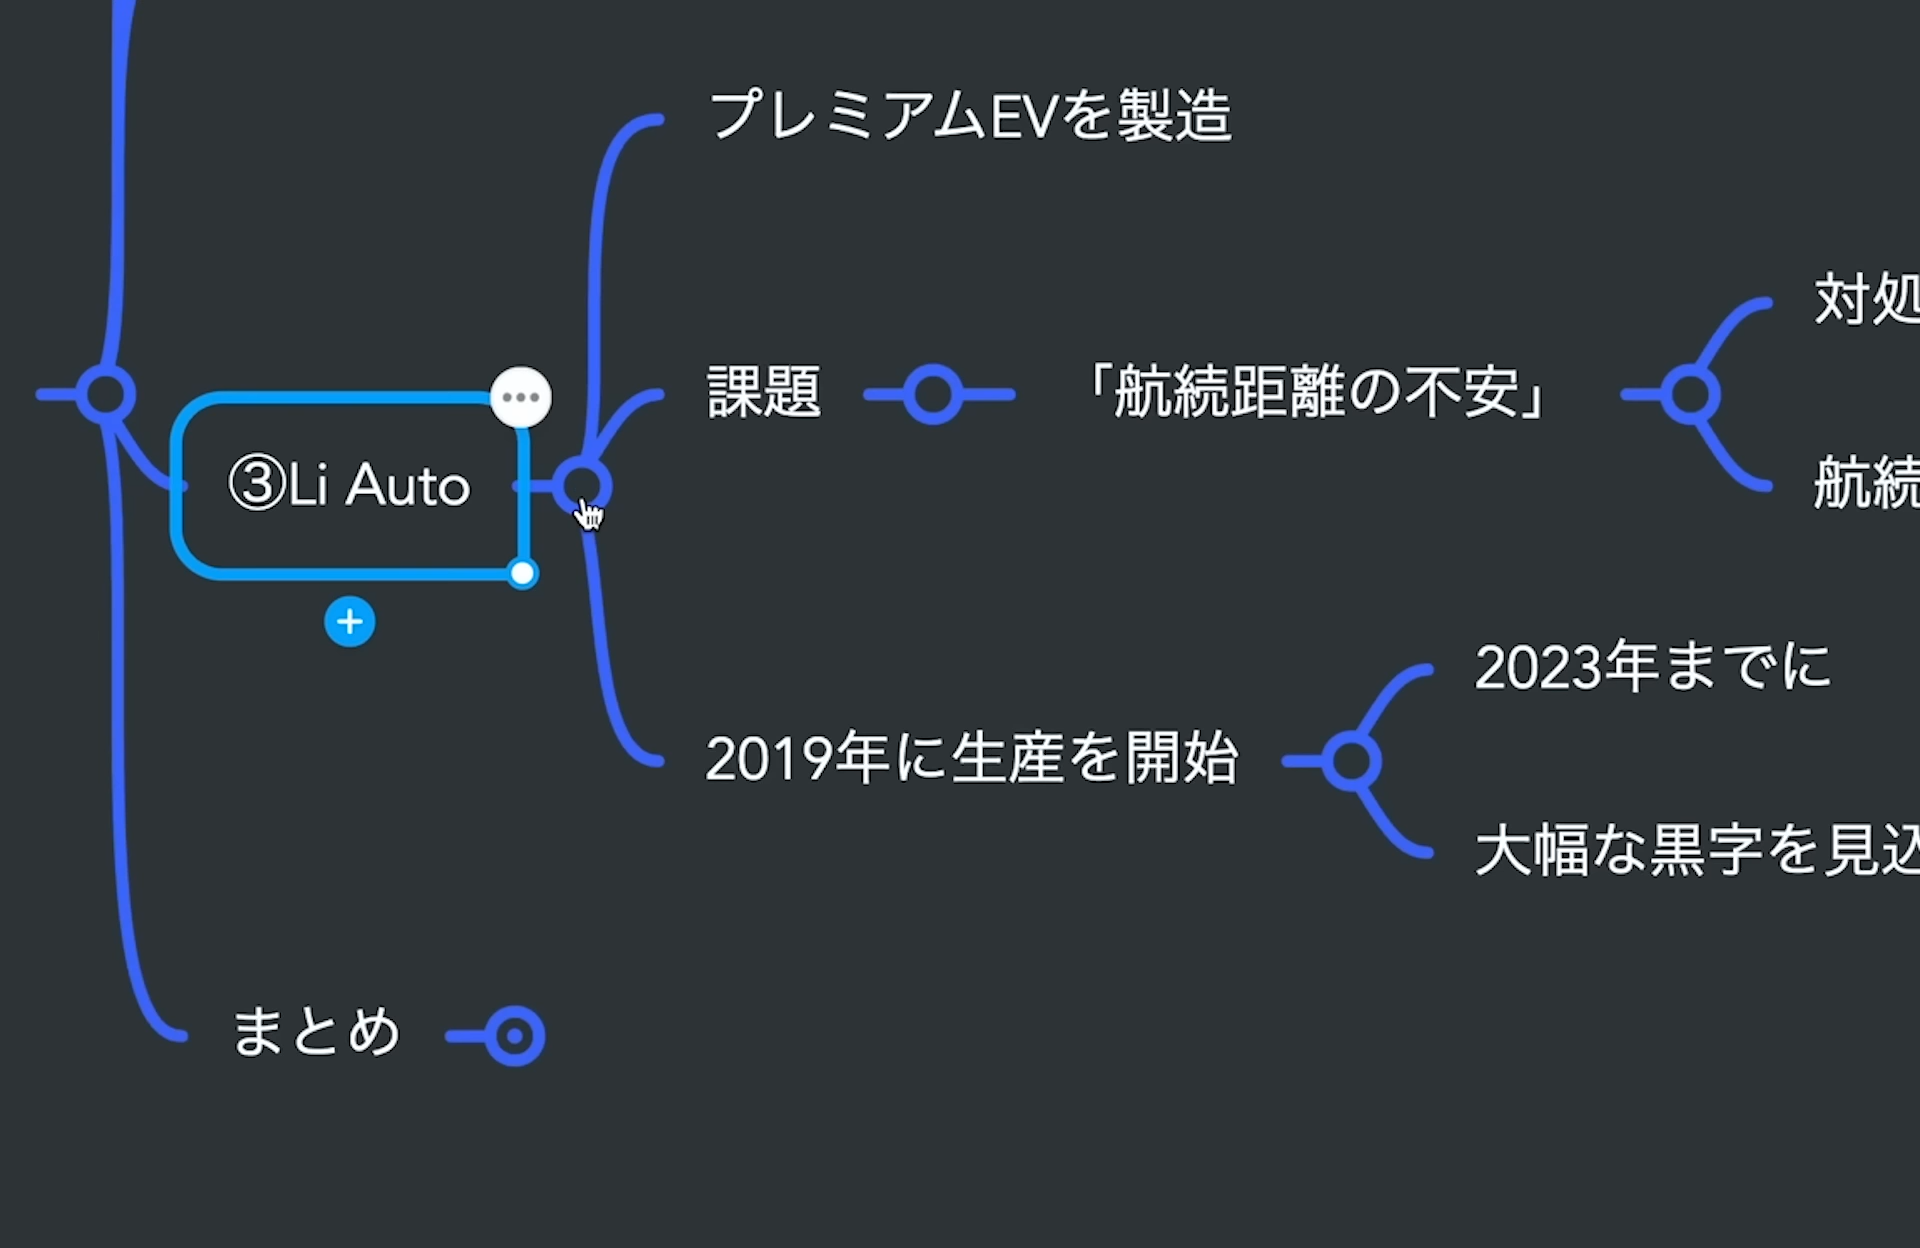 プレミアムEVを製造
対処
課題
「航続距離の不安」
③Li Auto
航続
2023年までに
2019年に生産を開始
大幅な黒字を見込
まとめ